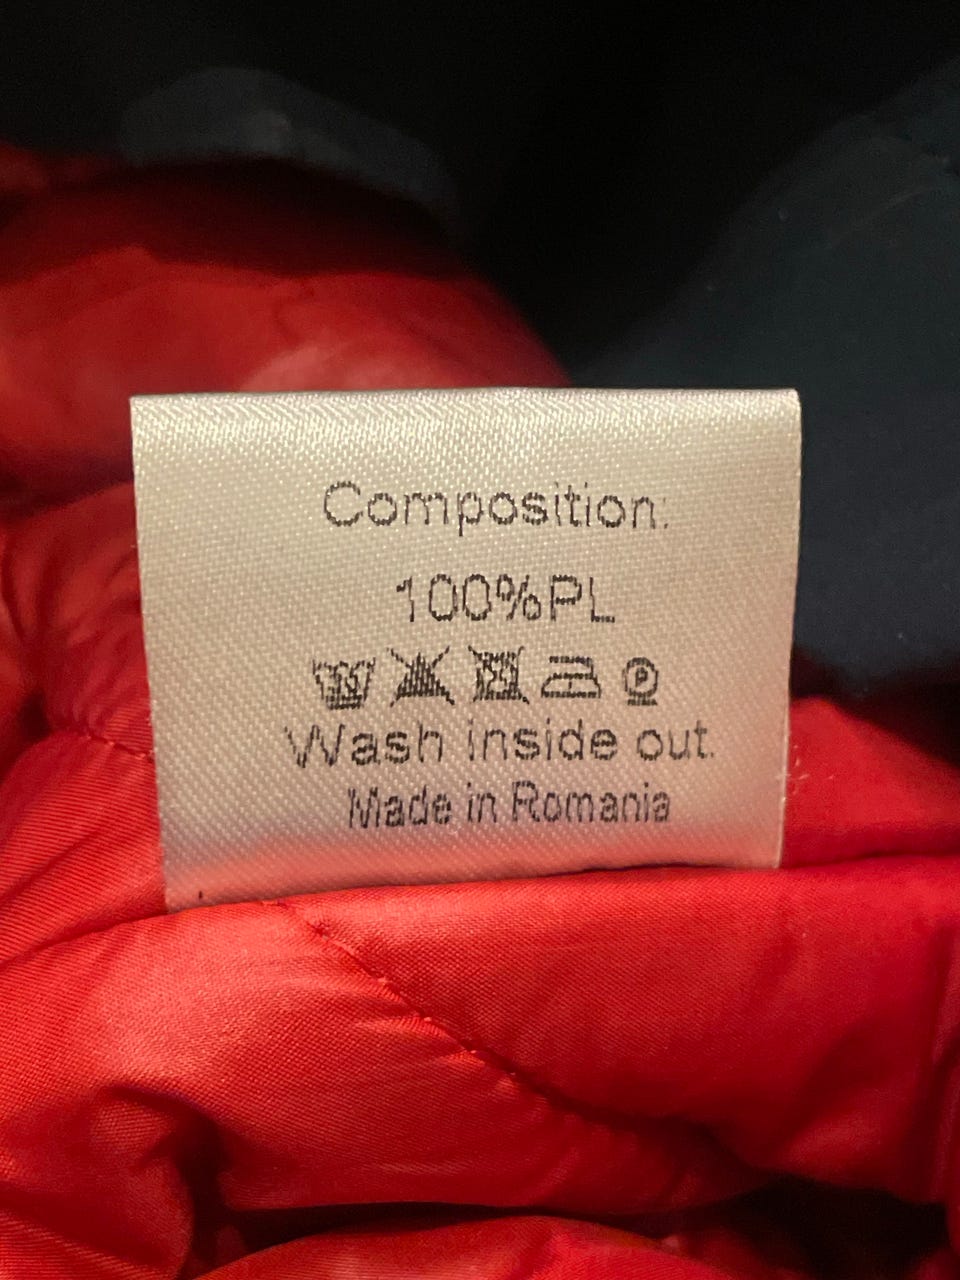 Composition:
100%PL
P
Wash inside out.
Made in Romania